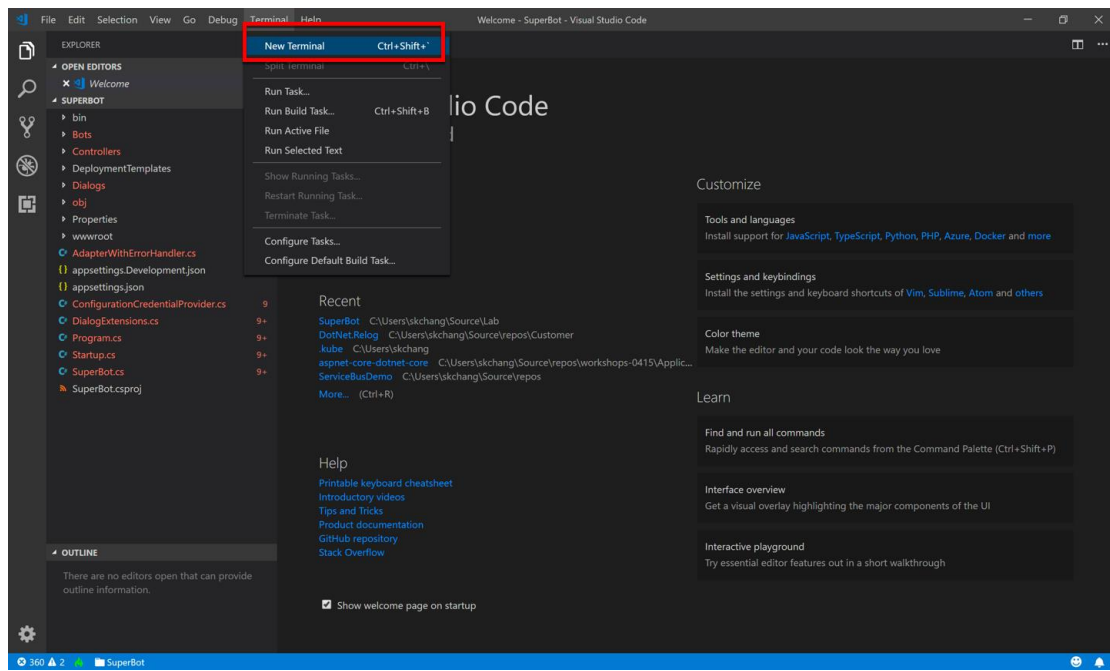 File Edit Selection View Go Debug Terminal Help Welcome - SuperBot - Visual Studio Code
EXPLORER
OPEN EDITORS
Welcome
SUPERBOT
bin
Bots
Controllers
DeploymentTemplates
Dialogs
obj
Properties
wwwroot
AdapterWithErrorHandler.cs
appsettings.Development.json
appsettings.json
ConfigurationCredentialProvider.cs 9
DialogExtensions.cs 9+
Program.cs 9+
Startup.cs 9+
SuperBot.cs 9+
SuperBot.csproj
OUTLINE
There are no editors open that can provide
outline information.
New Terminal Ctrl+Shift+`
Split Terminal Ctrl+\
Run Task...
Run Build Task... Ctrl+Shift+B
Run Active File
Run Selected Text
Show Running Tasks...
Restart Running Task...
Terminate Task...
Configure Tasks...
Configure Default Build Task...
io Code
Recent
SuperBot C:\Users\skchang\Source\Lab
DotNet.Relog C:\Users\skchang\Source\repos\Customer
.kube C:\Users\skchang
aspnet-core-dotnet-core C:\Users\skchang\Source\repos\workshops-0415\Applic...
ServiceBusDemo C:\Users\skchang\Source\repos
More... (Ctrl+R)
Help
Printable keyboard cheatsheet
Introductory videos
Tips and Tricks
Product documentation
GitHub repository
Stack Overflow
Show welcome page on startup
Customize
Tools and languages
Install support for JavaScript, TypeScript, Python, PHP, Azure, Docker and more
Settings and keybindings
Install the settings and keyboard shortcuts of Vim, Sublime, Atom and others
Color theme
Make the editor and your code look the way you love
Learn
Find and run all commands
Rapidly access and search commands from the Command Palette (Ctrl+Shift+P)
Interface overview
Get a visual overlay highlighting the major components of the UI
Interactive playground
Try essential editor features out in a short walkthrough
360 2 SuperBot